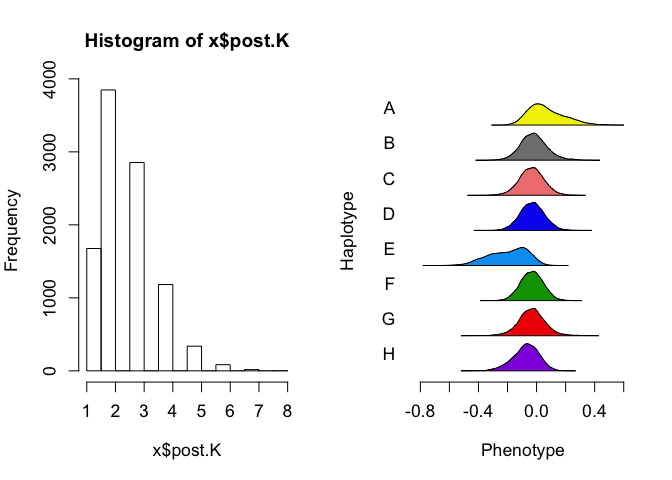 Histogram of x$post.K
Frequency
4000
3000
2000
1000
0
1 2 3 4 5 6 7 8
x$post.K
Haplotype
A
B
C
D
E
F
G
H
-0.8 -0.4 0.0 0.4
Phenotype